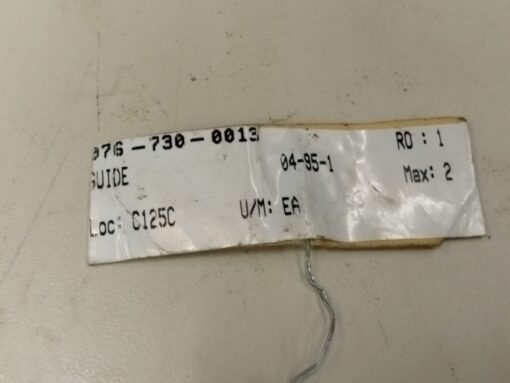 076-730-0013
GUIDE
04-95-1
RO: 1
Max: 2
Loc: C125C
U/M: EA